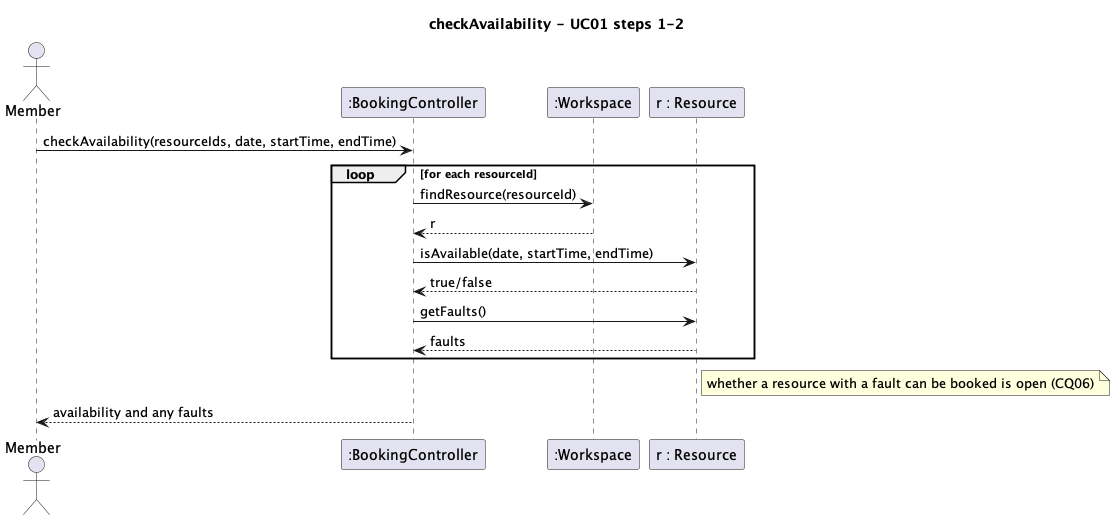 checkAvailability - UC01 steps 1-2
Member
:BookingController
:Workspace
r : Resource
checkAvailability(resourceIds, date, startTime, endTime)
loop
[for each resourceId]
findResource(resourceId)
r
isAvailable(date, startTime, endTime)
true/false
getFaults()
faults
whether a resource with a fault can be booked is open (CQ06)
availability and any faults
Member
:BookingController
:Workspace
r : Resource